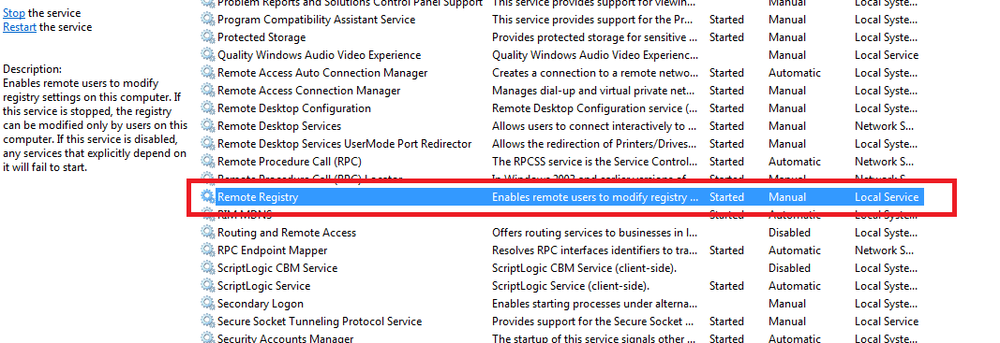 Stop the service
Restart the service
Description:
Enables remote users to modify
registry settings on this computer. If
this service is stopped, the registry
can be modified only by users on this
computer. If this service is disabled,
any services that explicitly depend on
it will fail to start.
Problem Reports and Solutions Control Panel Support This service provides support for viewin... Manual Local Syste...
Program Compatibility Assistant Service This service provides support for the Pr... Started Manual Local Syste...
Protected Storage Provides protected storage for sensitive ... Started Manual Local Syste...
Quality Windows Audio Video Experience Quality Windows Audio Video Experience... Manual Local Service
Remote Access Auto Connection Manager Creates a connection to a remote netwo... Started Automatic Local Syste...
Remote Access Connection Manager Manages dial-up and virtual private net... Started Manual Local Syste...
Remote Desktop Configuration Remote Desktop Configuration service (... Started Manual Local Syste...
Remote Desktop Services Allows users to connect interactively to ... Started Manual Network S...
Remote Desktop Services UserMode Port Redirector Allows the redirection of Printers/Drives... Started Manual Local Syste...
Remote Procedure Call (RPC) The RPCSS service is the Service Control... Started Automatic Network S...
Remote Procedure Call (RPC) Locator In Windows 2003 and earlier versions of ... Manual Network S...
Remote Registry Enables remote users to modify registry ... Started Manual Local Service
RIM MDNS Started Automatic Local Syste...
Routing and Remote Access Offers routing services to businesses in l... Disabled Local Syste...
RPC Endpoint Mapper Resolves RPC interfaces identifiers to tra... Started Automatic Network S...
ScriptLogic CBM Service ScriptLogic CBM Service (client-side). Disabled Local Syste...
ScriptLogic Service ScriptLogic Service (client-side). Started Automatic Local Syste...
Secondary Logon Enables starting processes under alterna... Manual Local Syste...
Secure Socket Tunneling Protocol Service Provides support for the Secure Socket ... Started Manual Local Service
Security Accounts Manager The startup of this service signals other ... Started Automatic Local Syste...